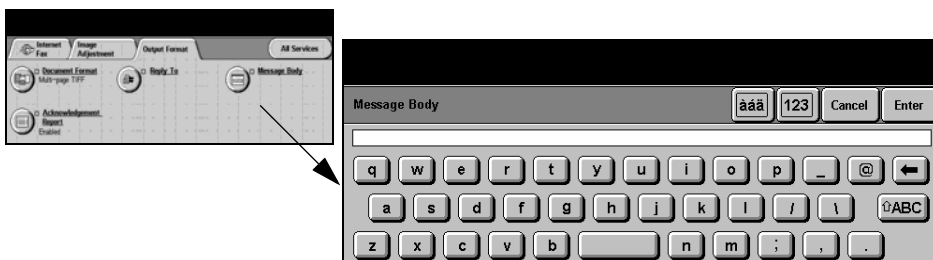 Internet Fax
Image Adjustment
Output Format
All Services
Document Format
Multi-page TIFF
Reply To
Message Body
Acknowledgement Report
Enabled
Message Body
àáä 123 Cancel Enter
q w e r t y u i o p _ @ ⬅
a s d f g h j k l / \ ⇧ABC
z x c v b n m ; , .